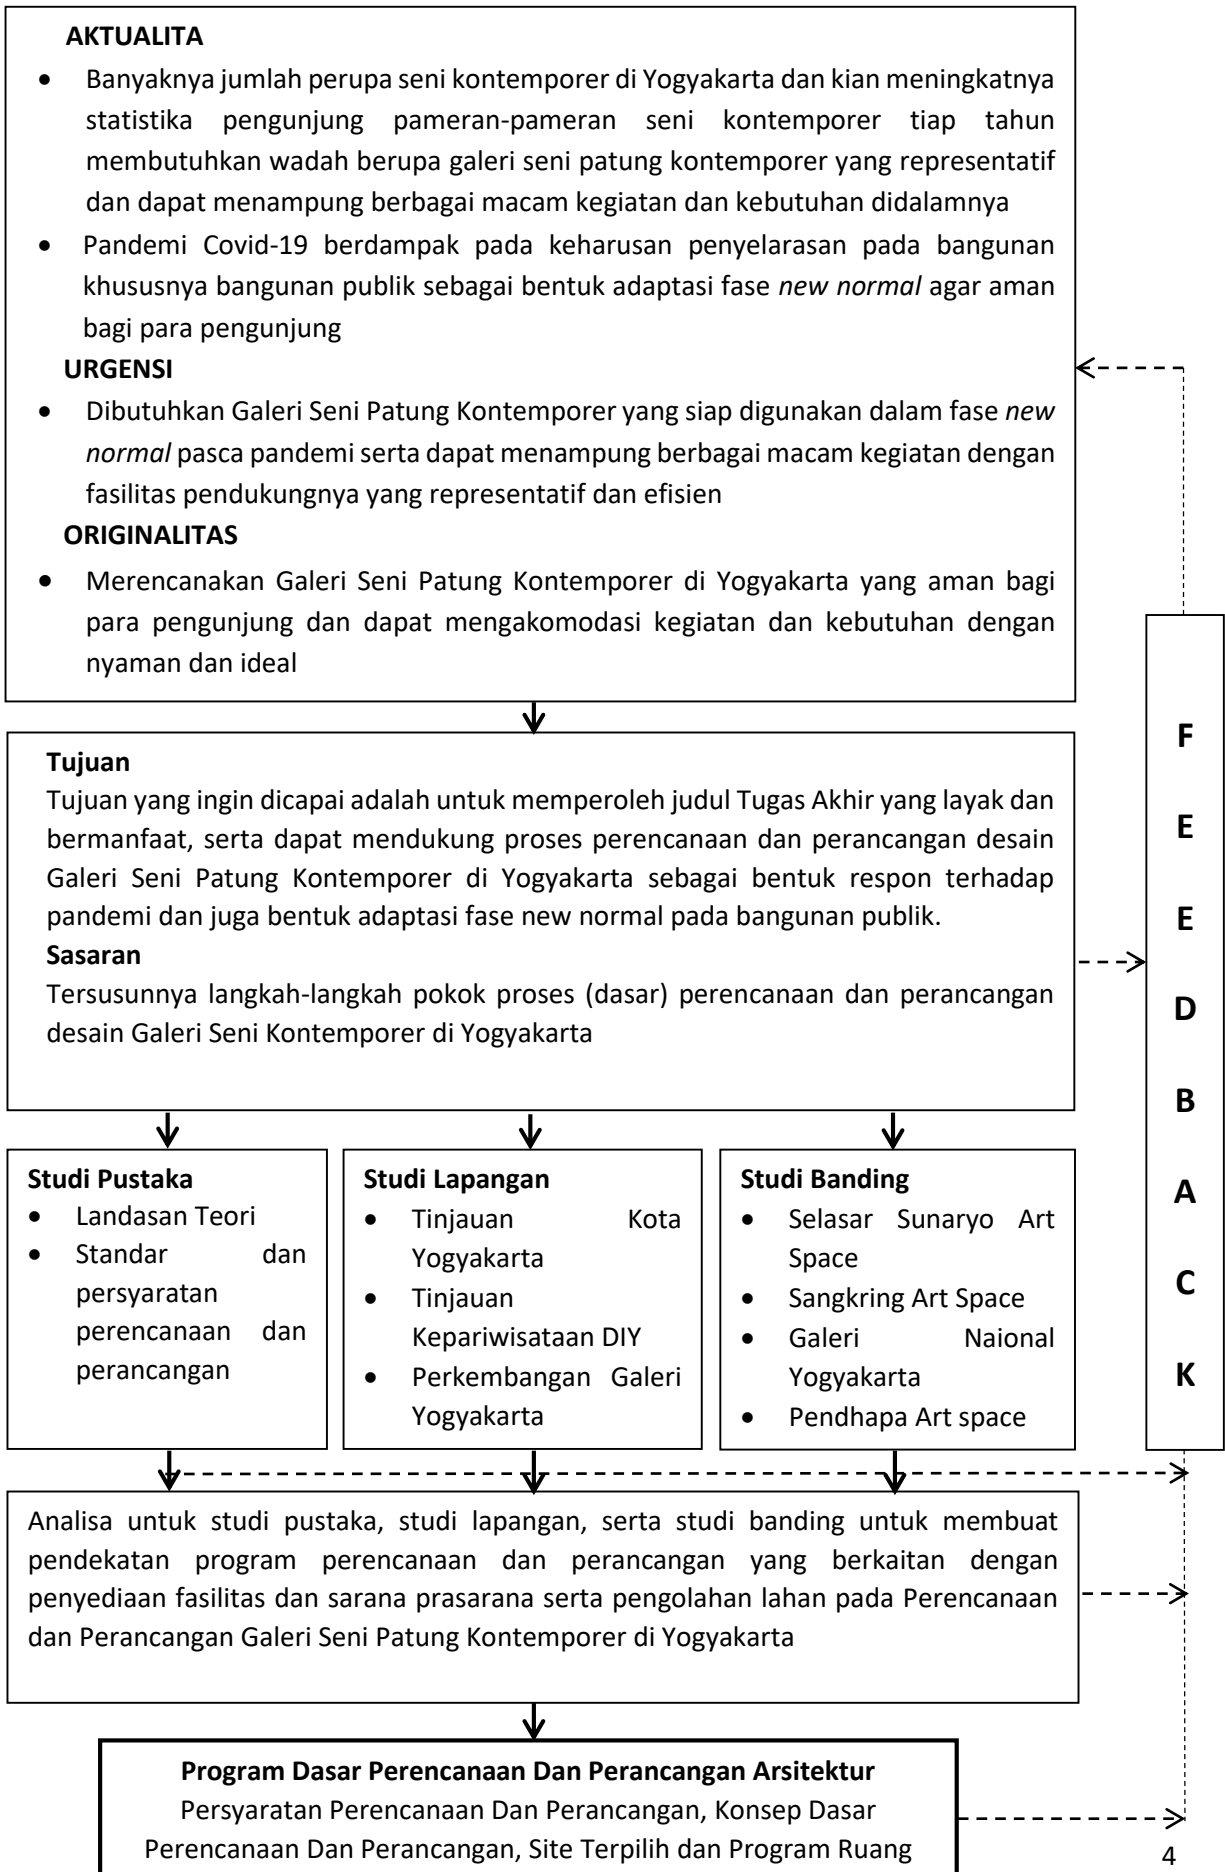 AKTUALITA
• Banyaknya jumlah perupa seni kontemporer di Yogyakarta dan kian meningkatnya
statistika pengunjung pameran-pameran seni kontemporer tiap tahun
membutuhkan wadah berupa galeri seni patung kontemporer yang representatif
dan dapat menampung berbagai macam kegiatan dan kebutuhan didalamnya
• Pandemi Covid-19 berdampak pada keharusan penyelarasan pada bangunan
khususnya bangunan publik sebagai bentuk adaptasi fase new normal agar aman
bagi para pengunjung
URGENSI
• Dibutuhkan Galeri Seni Patung Kontemporer yang siap digunakan dalam fase new
normal pasca pandemi serta dapat menampung berbagai macam kegiatan dengan
fasilitas pendukungnya yang representatif dan efisien
ORIGINALITAS
• Merencanakan Galeri Seni Patung Kontemporer di Yogyakarta yang aman bagi
para pengunjung dan dapat mengakomodasi kegiatan dan kebutuhan dengan
nyaman dan ideal
Tujuan
Tujuan yang ingin dicapai adalah untuk memperoleh judul Tugas Akhir yang layak dan
bermanfaat, serta dapat mendukung proses perencanaan dan perancangan desain
Galeri Seni Patung Kontemporer di Yogyakarta sebagai bentuk respon terhadap
pandemi dan juga bentuk adaptasi fase new normal pada bangunan publik.
Sasaran
Tersusunnya langkah-langkah pokok proses (dasar) perencanaan dan perancangan
desain Galeri Seni Kontemporer di Yogyakarta
Studi Pustaka
• Landasan Teori
• Standar dan
persyaratan
perencanaan dan
perancangan
Studi Lapangan
• Tinjauan Kota
Yogyakarta
• Tinjauan
Kepariwisataan DIY
• Perkembangan Galeri
Yogyakarta
Studi Banding
• Selasar Sunaryo Art
Space
• Sangkring Art Space
• Galeri Naional
Yogyakarta
• Pendhapa Art space
F
E
E
D
B
A
C
K
Analisa untuk studi pustaka, studi lapangan, serta studi banding untuk membuat
pendekatan program perencanaan dan perancangan yang berkaitan dengan
penyediaan fasilitas dan sarana prasarana serta pengolahan lahan pada Perencanaan
dan Perancangan Galeri Seni Patung Kontemporer di Yogyakarta
Program Dasar Perencanaan Dan Perancangan Arsitektur
Persyaratan Perencanaan Dan Perancangan, Konsep Dasar
Perencanaan Dan Perancangan, Site Terpilih dan Program Ruang
4